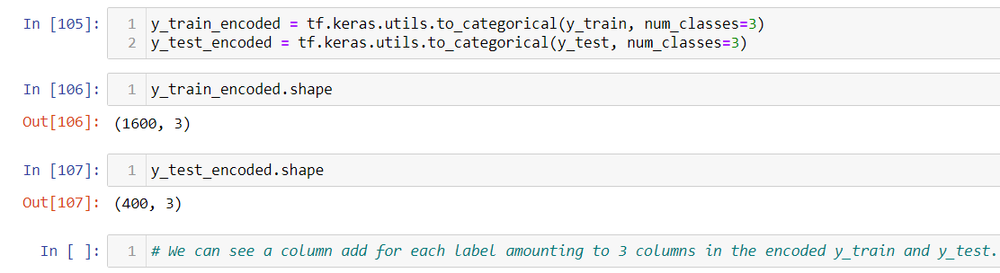 In [105]: 1 y_train_encoded = tf.keras.utils.to_categorical(y_train, num_classes=3)
2 y_test_encoded = tf.keras.utils.to_categorical(y_test, num_classes=3)
In [106]: 1 y_train_encoded.shape
Out[106]: (1600, 3)
In [107]: 1 y_test_encoded.shape
Out[107]: (400, 3)
In [ ]: 1 # We can see a column add for each label amounting to 3 columns in the encoded y_train and y_test.